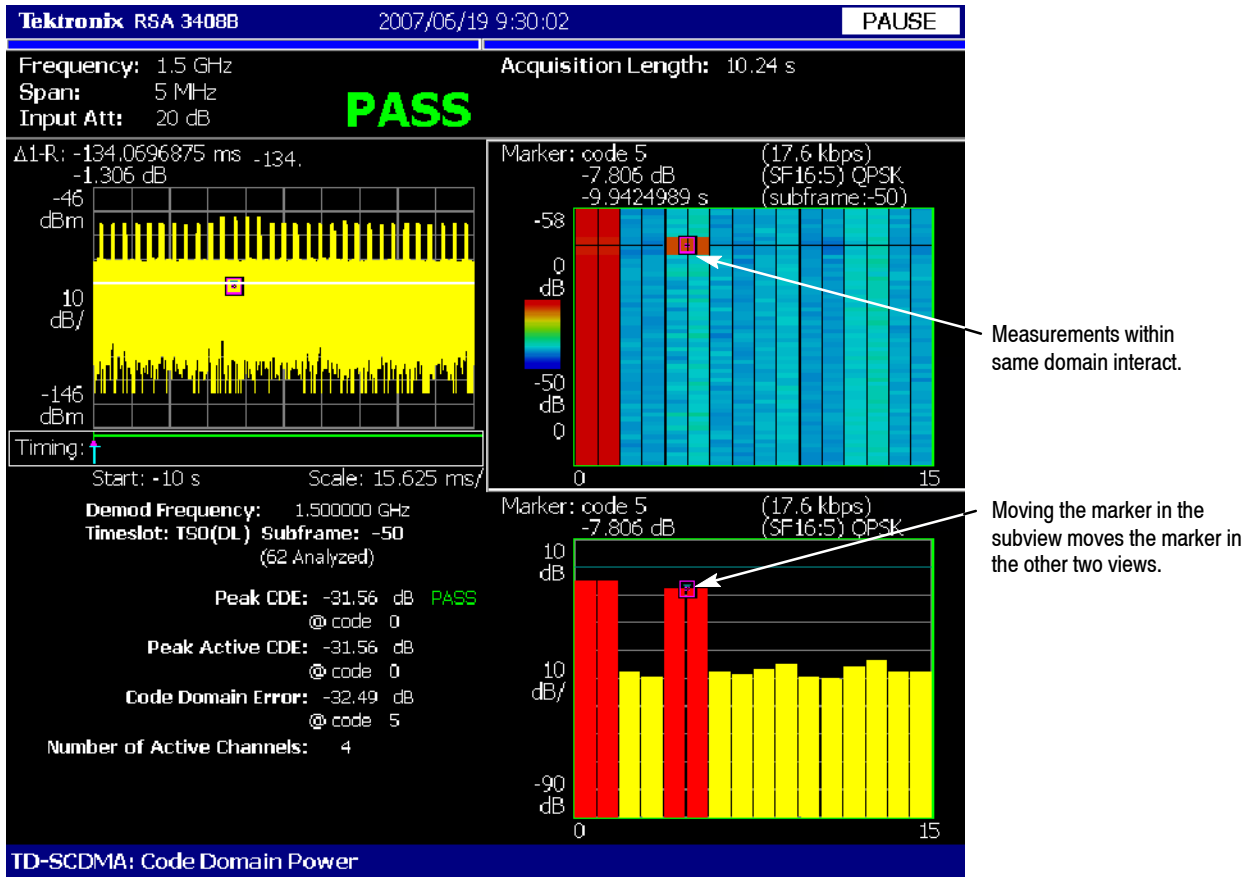 Tektronix RSA 3408B 2007/06/19 9:30:02 PAUSE
Frequency: 1.5 GHz
Span: 5 MHz
Input Att: 20 dB
PASS
Acquisition Length: 10.24 s
Δ1-R: -134.0696875 ms -134.
-1.306 dB
-46
dBm
10
dB/
-146
dBm
Timing:
Start: -10 s Scale: 15.625 ms/
Marker: code 5 (17.6 kbps)
-7.806 dB (SF16:5) QPSK
-9.9424989 s (subframe:-50)
-58
0
dB
-50
dB
0
0 15
Measurements within
same domain interact.
Demod Frequency: 1.500000 GHz
Timeslot: TS0(DL) Subframe: -50
(62 Analyzed)
Peak CDE: -31.56 dB PASS
@ code 0
Peak Active CDE: -31.56 dB
@ code 0
Code Domain Error: -32.49 dB
@ code 5
Number of Active Channels: 4
Marker: code 5 (17.6 kbps)
-7.806 dB (SF16:5) QPSK
10
dB
10
dB/
-90
dB
0 15
Moving the marker in the
subview moves the marker in
the other two views.
TD-SCDMA: Code Domain Power